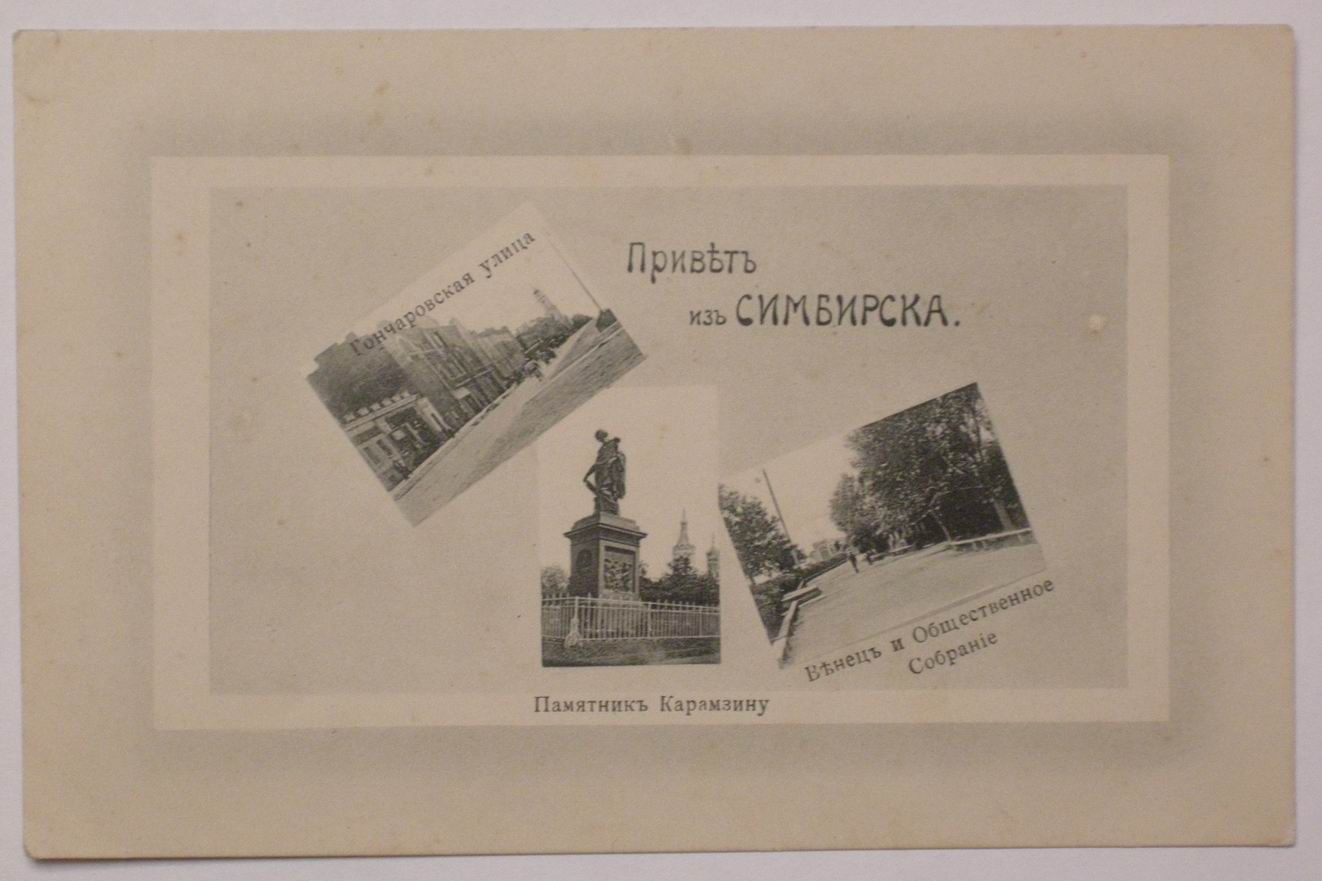 Привѣтъ
изъ СИМБИРСКА.
Гончаровская улица
Памятникъ Карамзину
Вѣнецъ и Общественное
Собраніе